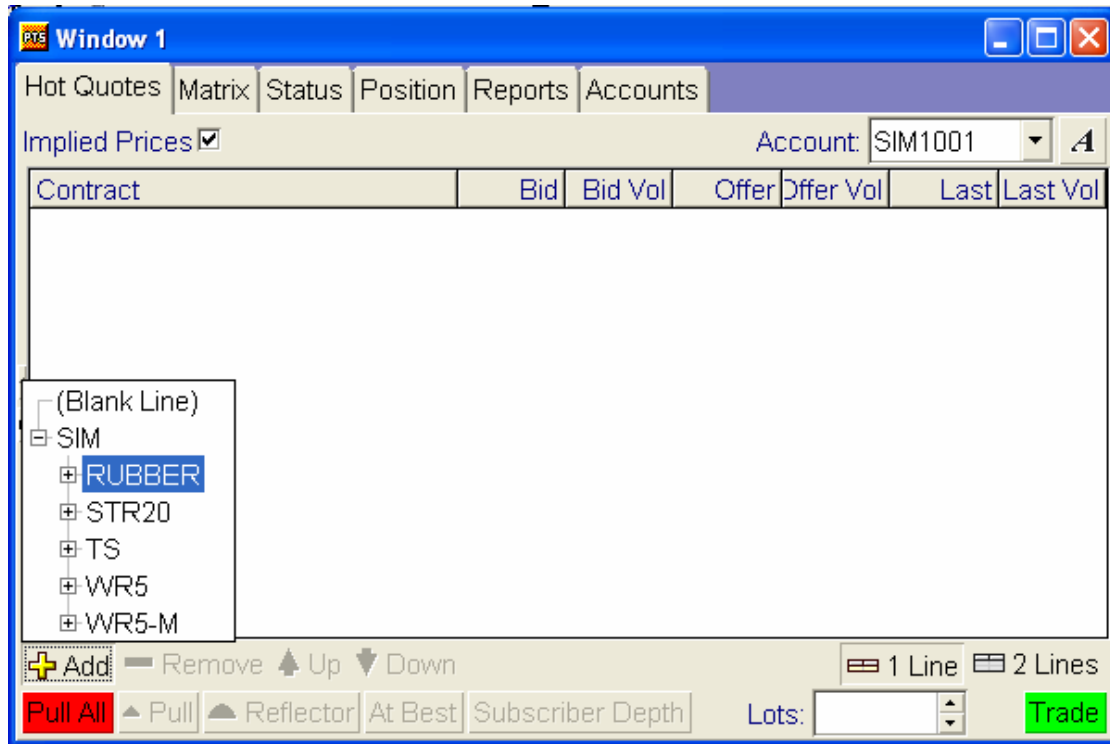 PTS Window 1
Hot Quotes Matrix Status Position Reports Accounts
Implied Prices Account: SIM1001 A
Contract Bid Bid Vol Offer Offer Vol Last Last Vol
(Blank Line)
SIM
RUBBER
STR20
TS
WR5
WR5-M
Add Remove Up Down 1 Line 2 Lines
Pull All Pull Reflector At Best Subscriber Depth Lots: Trade